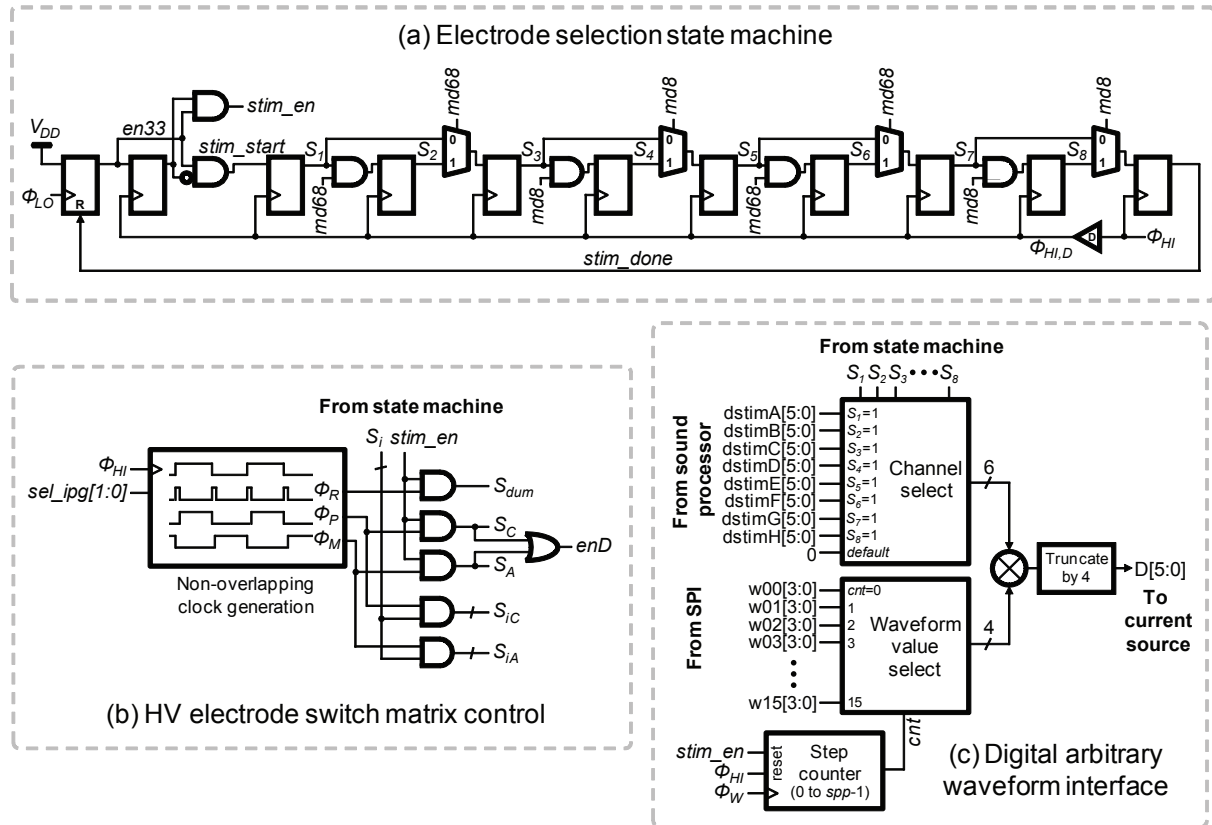 (a) Electrode selection state machine
V_DD
en33
stim_en
stim_start
S_1
md68
S_2
md68
0
1
S_3
md8
S_4
md8
0
1
S_5
md68
S_6
md68
0
1
S_7
md8
S_8
md8
0
1
Φ_LO
R
Φ_HI,D
D
Φ_HI
stim_done
From state machine
S_i stim_en
Φ_HI
sel_ipg[1:0]
Φ_R
Φ_P
Φ_M
Non-overlapping
clock generation
S_dum
S_C
S_A
enD
S_iC
S_iA
(b) HV electrode switch matrix control
From state machine
S_1 S_2 S_3 ••• S_8
From sound
processor
dstimA[5:0] S_1=1
dstimB[5:0] S_2=1
dstimC[5:0] S_3=1
dstimD[5:0] S_4=1
dstimE[5:0] S_5=1
dstimF[5:0] S_6=1
dstimG[5:0] S_7=1
dstimH[5:0] S_8=1
0 default
Channel
select
6
From SPI
w00[3:0] cnt=0
w01[3:0] 1
w02[3:0] 2
w03[3:0] 3
w15[3:0] 15
Waveform
value
select
4
Truncate
by 4
D[5:0]
To
current
source
cnt
stim_en
Φ_HI
Φ_W
reset
Step
counter
(0 to spp-1)
(c) Digital arbitrary
waveform interface